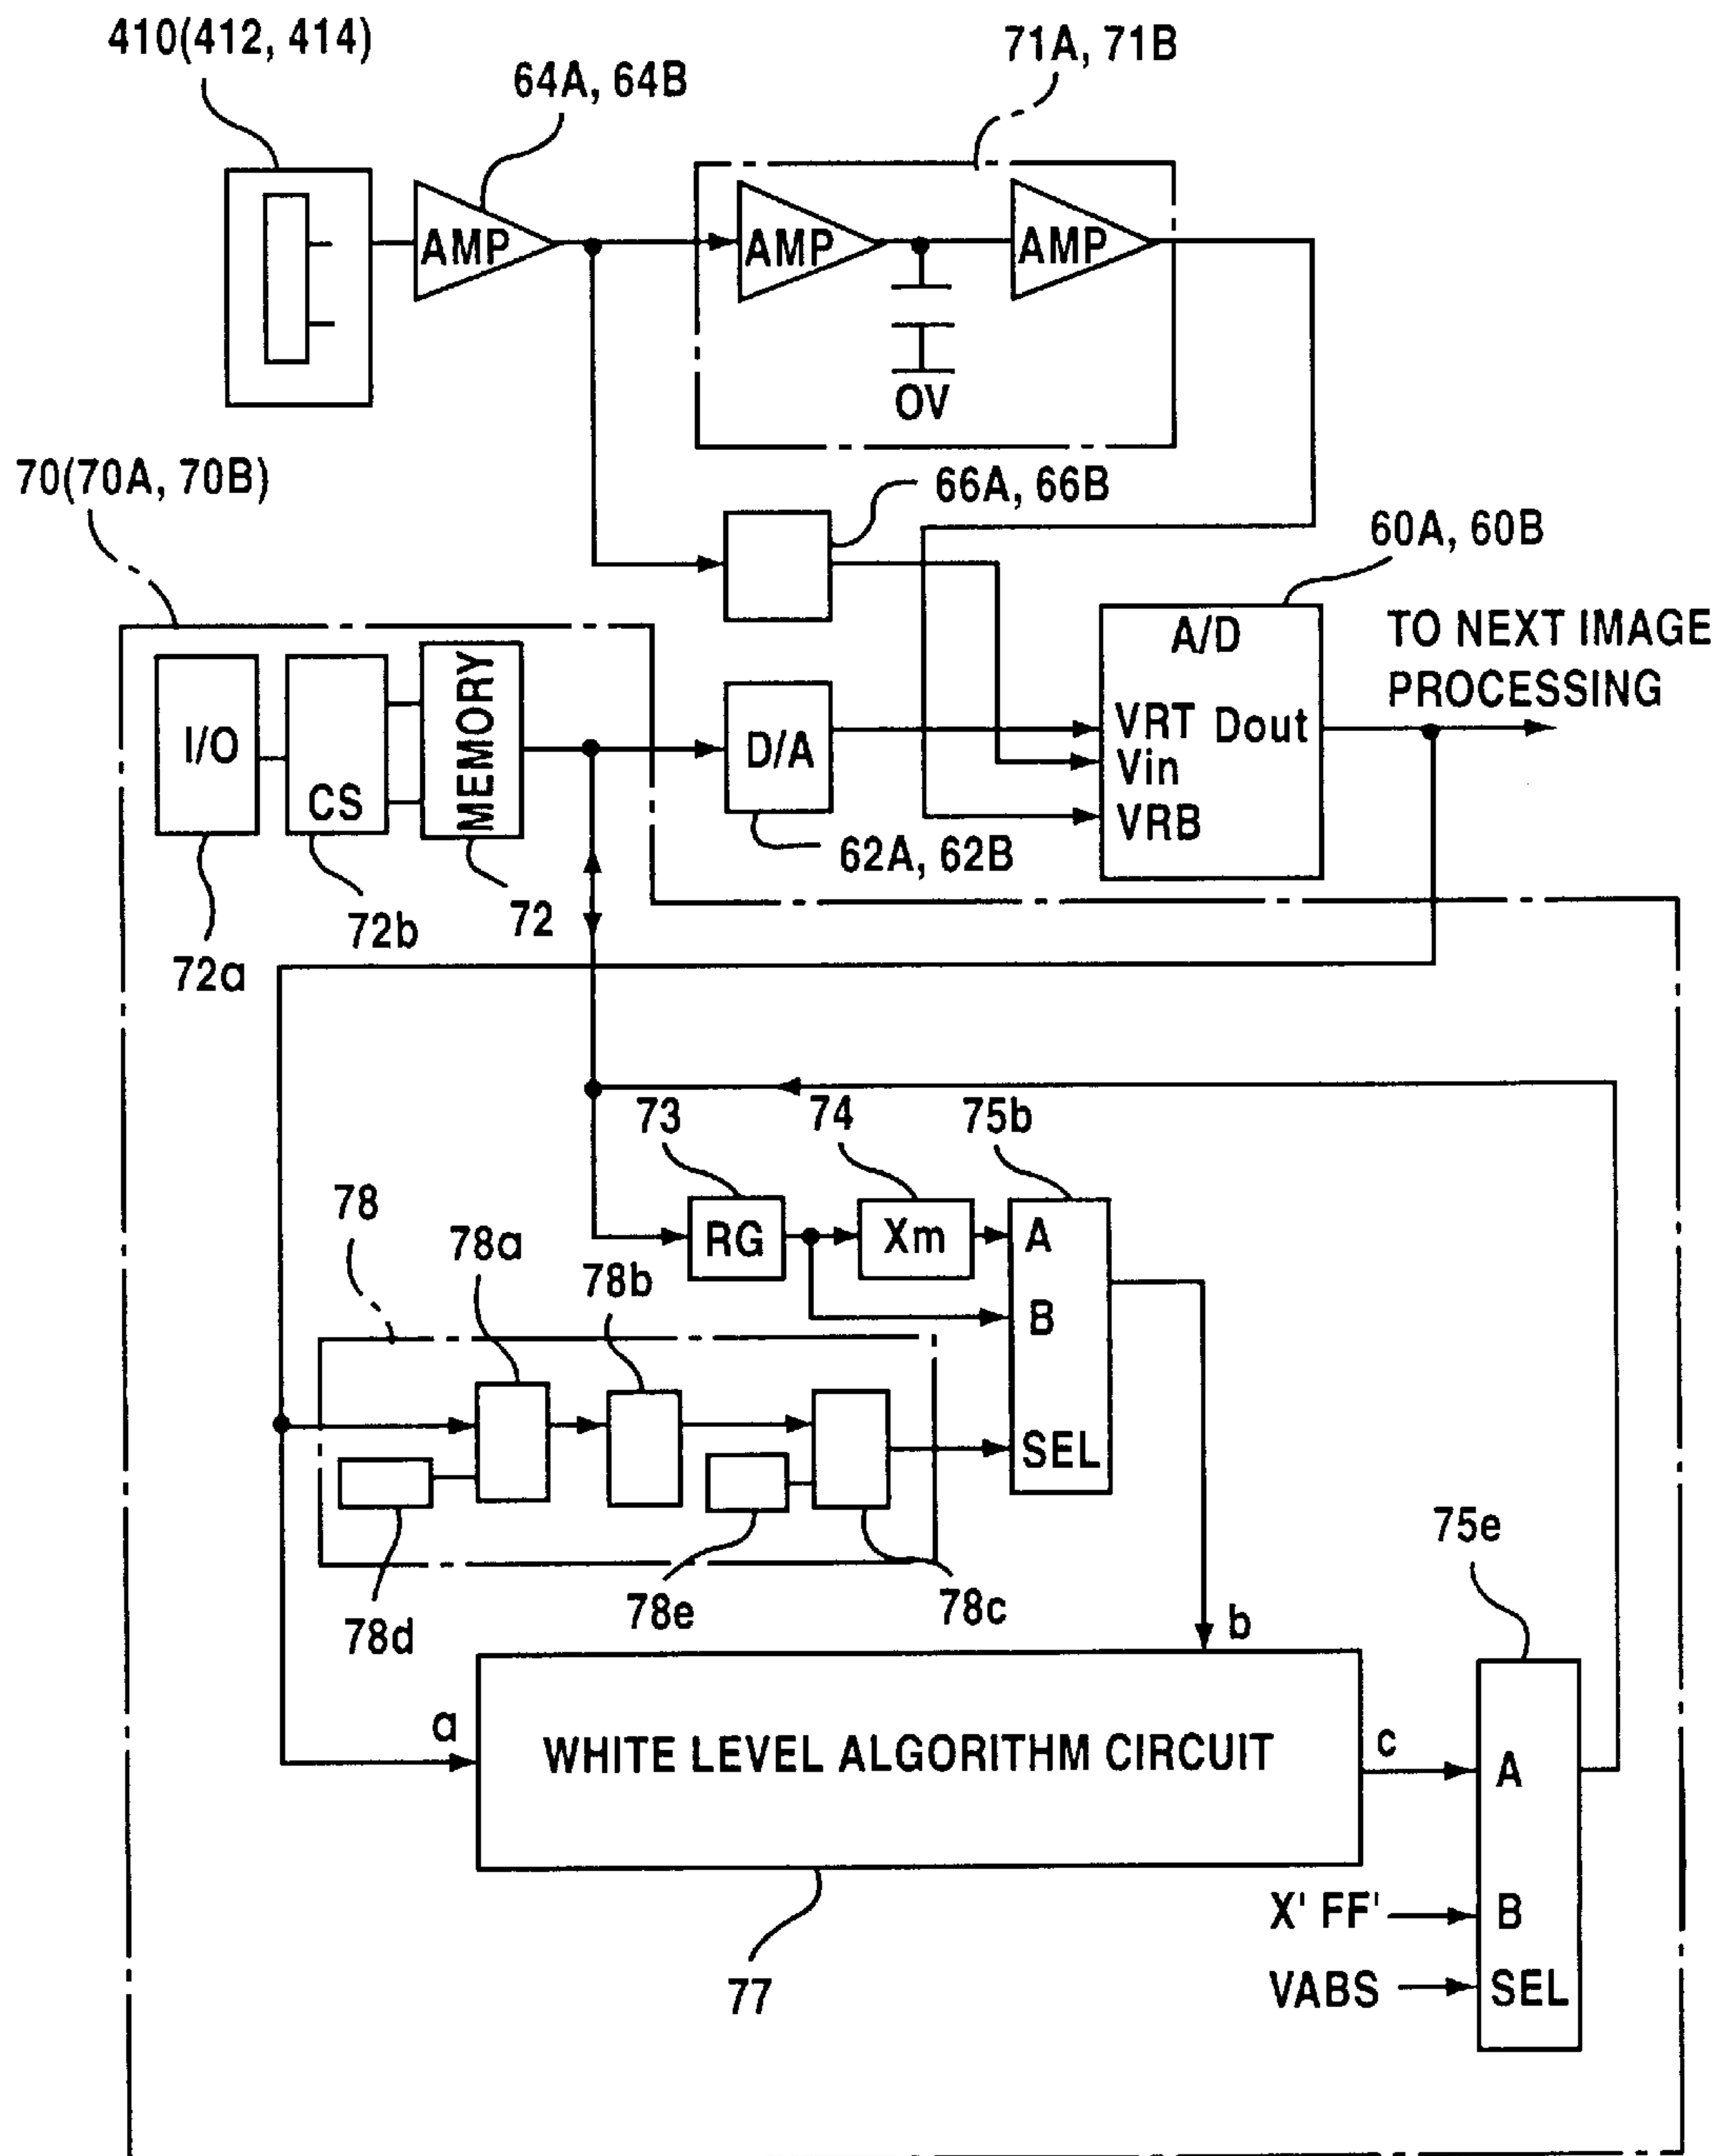 410(412, 414)
64A, 64B
71A, 71B
AMP
AMP
AMP
OV
70(70A, 70B)
66A, 66B
60A, 60B
A/D
TO NEXT IMAGE
PROCESSING
I/O
CS
MEMORY
D/A
VRT Dout
Vin
VRB
62A, 62B
72
72b
72a
73
74
75b
78
78a
78b
RG
Xm
A
B
SEL
78d
78e
78c
75e
b
a
WHITE LEVEL ALGORITHM CIRCUIT
c
A
X' FF'
B
VABS
SEL
77